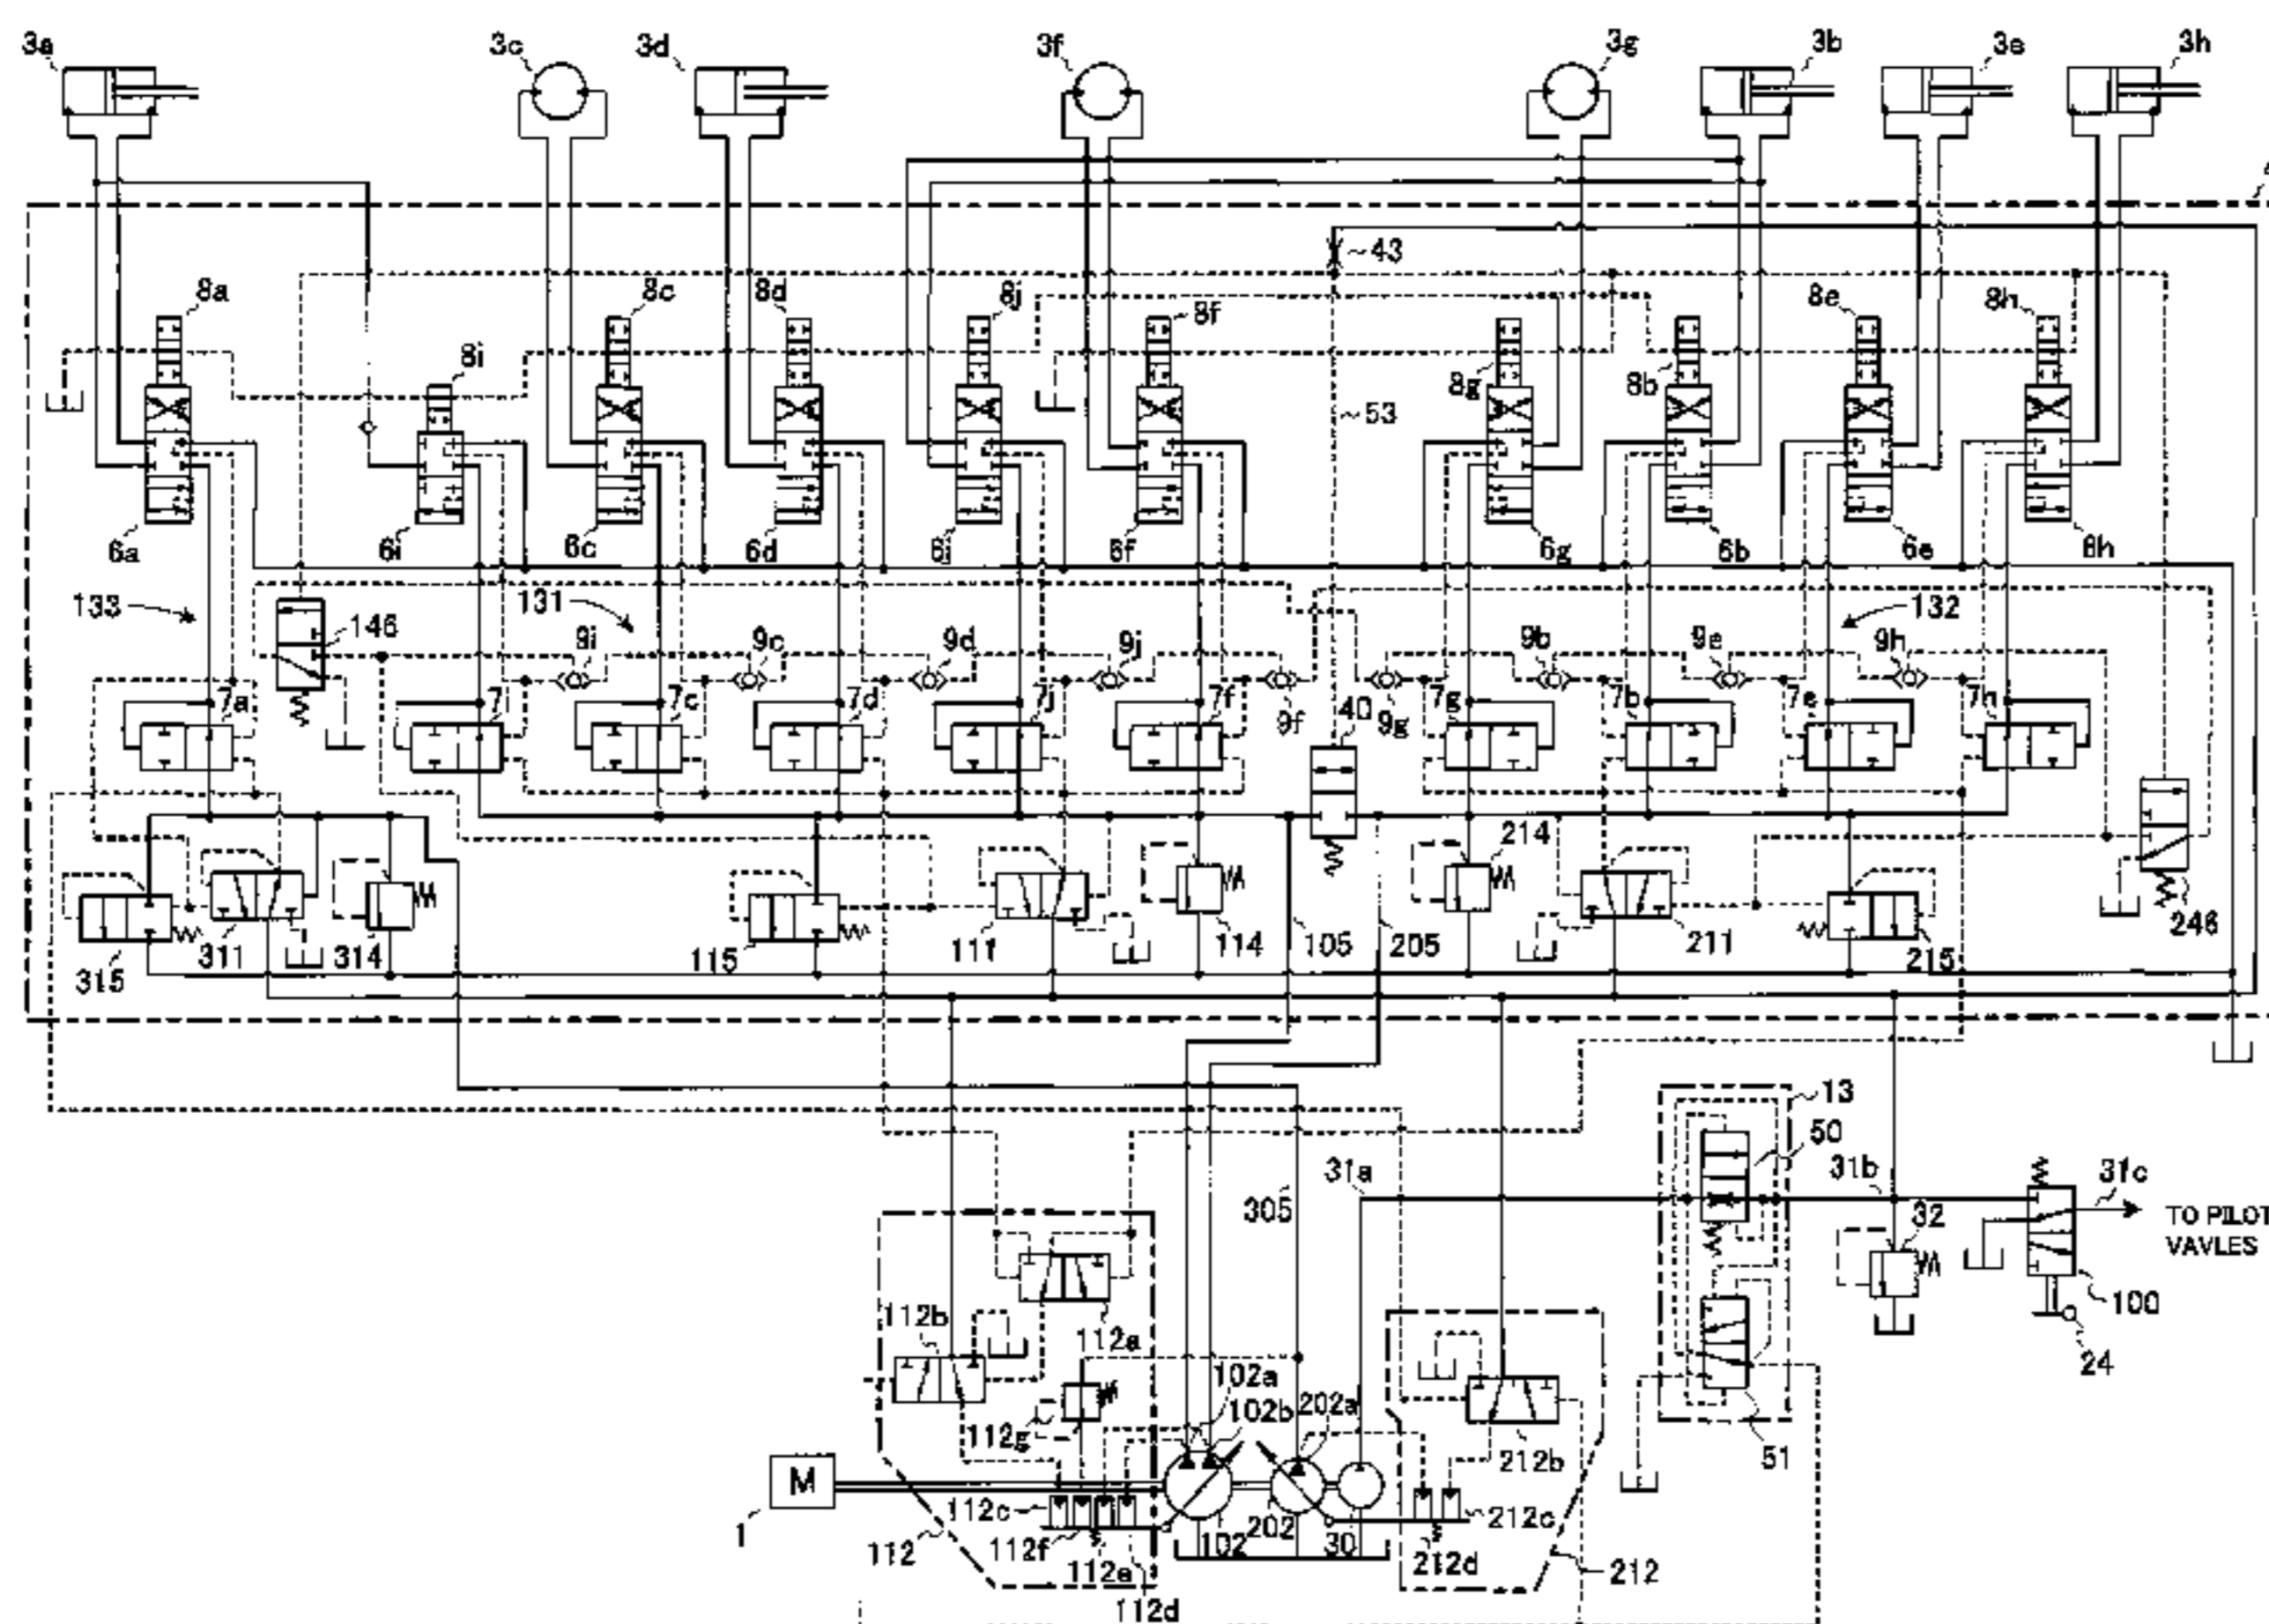 3a 3c 3d 3f 3g 3b 3e 3h
43
8a 8c 8d 8j 8f 8e 8h
8i 8g 8b
53
6a 6i 6c 6d 6j 6f 6g 6b 6e 6h
133 146 131 132
9i 9c 9d 9j 9b 9e 9h
7a 7c 7d 7j 7f 9f 40 9g 7g 7b 7e 7h
214
315 311 314 115 111 114 105 205 211 215 246
13
50
31a 31b 31c
305 32 TO PILOT
VAVLES
100
112b 112a
24
102a
102b 202a
112g 212b 51
M
112c 212c
1 112 112f 102 202 30 212d 212
112e
112d